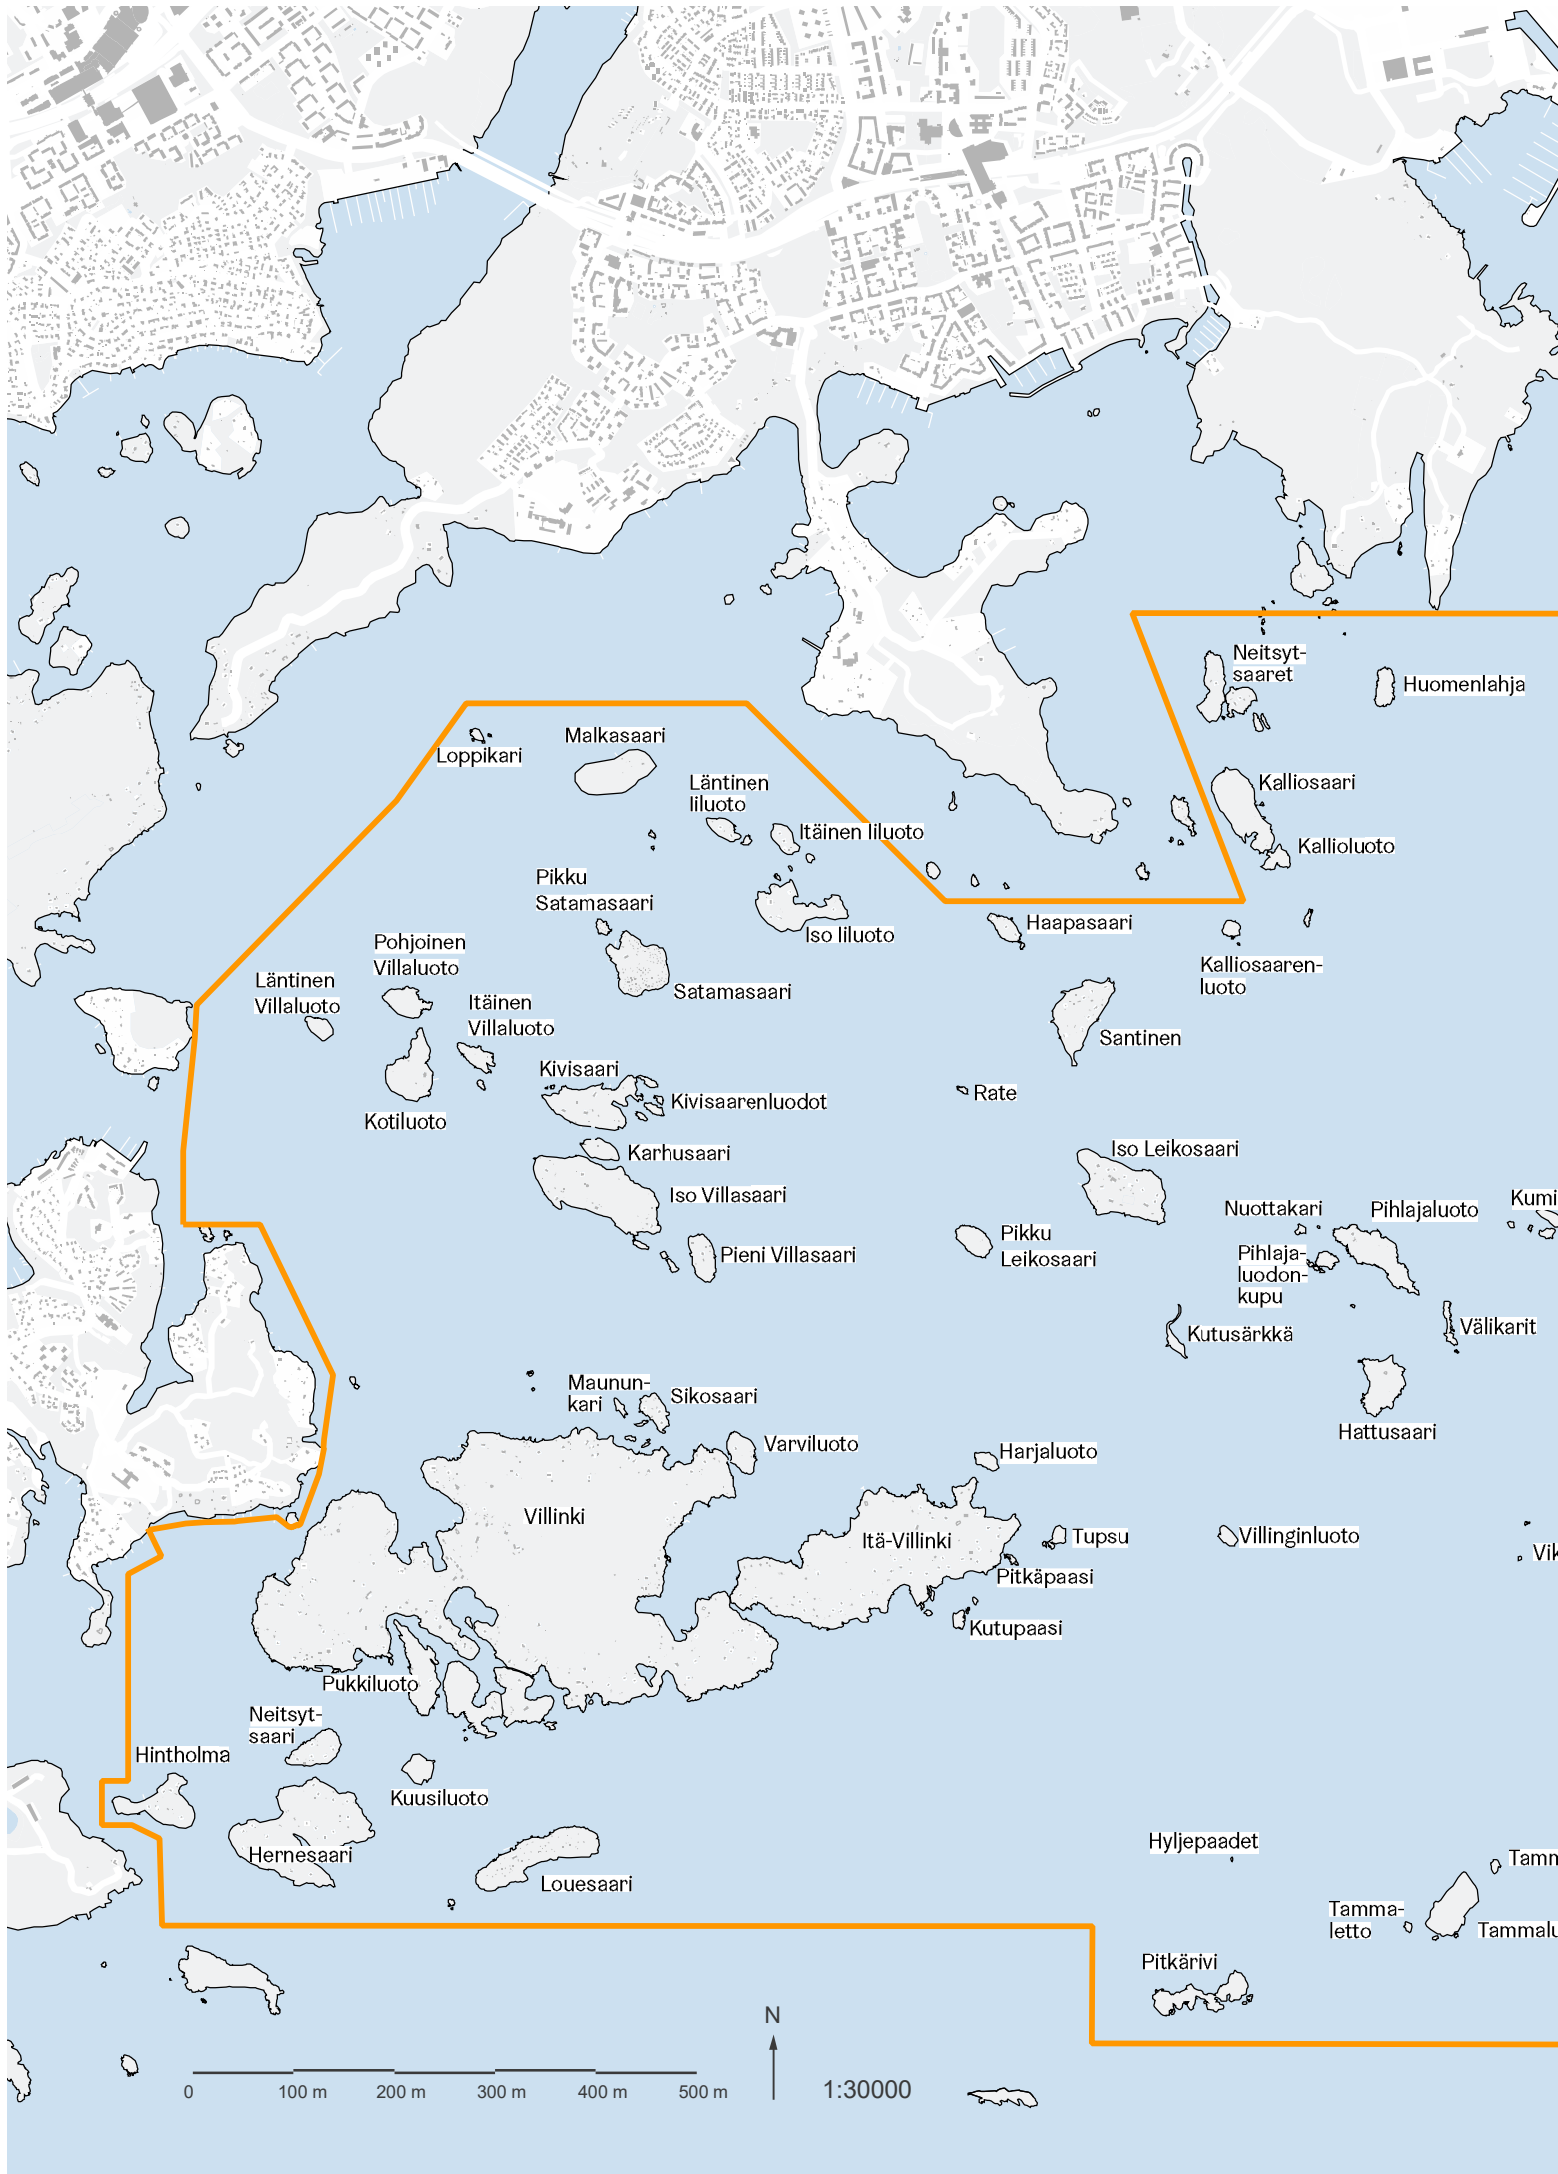 Neitsyt-
saaret
Huomenlahja
Loppikari
Malkasaari
Läntinen
Iiluoto
Itäinen Iiluoto
Kalliosaari
Kallioluoto
Pikku
Satamasaari
Iso Iiluoto
Haapasaari
Pohjoinen
Villaluoto
Läntinen
Villaluoto
Itäinen
Villaluoto
Satamasaari
Kalliosaaren-
luoto
Santinen
Kivisaari
Kivisaarenluodot
Rate
Kotiluoto
Karhusaari
Iso Leikosaari
Iso Villasaari
Nuottakari
Pihlajaluoto
Kumi
Pieni Villasaari
Pikku
Leikosaari
Pihlaja-
luodon-
kupu
Kutusärkkä
Välikarit
Maunun-
kari
Sikosaari
Hattusaari
Varviluoto
Harjaluoto
Villinki
Itä-Villinki
Tupsu
Villinginluoto
Vik
Pitkäpaasi
Kutupaasi
Pukkiluoto
Neitsyt-
saari
Hintholma
Kuusiluoto
Hernesaari
Louesaari
Hyljepaadet
Tamm
Tamma-
letto
Tammalu
Pitkärivi
N
0 100 m 200 m 300 m 400 m 500 m
1:30000